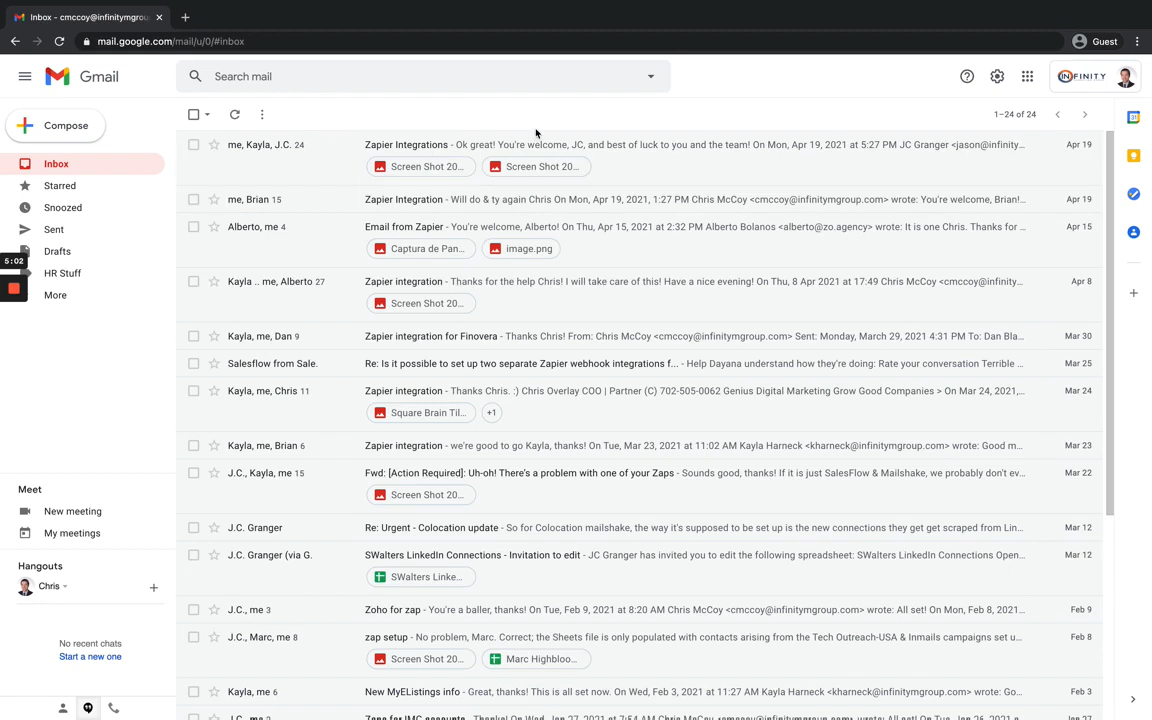 Inbox - cmccoy@infinitymgrou
mail.google.com/mail/u/0/#inbox
Guest
Gmail
Search mail
INFINITY
Compose
1–24 of 24
Inbox
Starred
Snoozed
Sent
Drafts
5:02
HR Stuff
More
me, Kayla, J.C. 24 Zapier Integrations - Ok great! You're welcome, JC, and best of luck to you and the team! On Mon, Apr 19, 2021 at 5:27 PM JC Granger <jason@infinity... Apr 19
Screen Shot 20... Screen Shot 20...
me, Brian 15 Zapier Integration - Will do & ty again Chris On Mon, Apr 19, 2021, 1:27 PM Chris McCoy <cmccoy@infinitymgroup.com> wrote: You're welcome, Brian!... Apr 19
Alberto, me 4 Email from Zapier - You're welcome, Alberto! On Thu, Apr 15, 2021 at 2:32 PM Alberto Bolanos <alberto@zo.agency> wrote: It is one Chris. Thanks for ... Apr 15
Captura de Pan... image.png
Kayla .. me, Alberto 27 Zapier integration - Thanks for the help Chris! I will take care of this! Have a nice evening! On Thu, 8 Apr 2021 at 17:49 Chris McCoy <cmccoy@infinity... Apr 8
Screen Shot 20...
Kayla, me, Dan 9 Zapier integration for Finovera - Thanks Chris! From: Chris McCoy <cmccoy@infinitymgroup.com> Sent: Monday, March 29, 2021 4:31 PM To: Dan Bla... Mar 30
Salesflow from Sale. Re: Is it possible to set up two separate Zapier webhook integrations f... - Help Dayana understand how they're doing: Rate your conversation Terrible ... Mar 25
Kayla, me, Chris 11 Zapier integration - Thanks Chris. :) Chris Overlay COO | Partner (C) 702-505-0062 Genius Digital Marketing Grow Good Companies > On Mar 24, 2021,... Mar 24
Square Brain Til... +1
Kayla, me, Brian 6 Zapier integration - we're good to go Kayla, thanks! On Tue, Mar 23, 2021 at 11:02 AM Kayla Harneck <kharneck@infinitymgroup.com> wrote: Good m... Mar 23
J.C., Kayla, me 15 Fwd: [Action Required]: Uh-oh! There's a problem with one of your Zaps - Sounds good, thanks! If it is just SalesFlow & Mailshake, we probably don't ev... Mar 22
Screen Shot 20...
J.C. Granger Re: Urgent - Colocation update - So for Colocation mailshake, the way it's supposed to be set up is the new connections they get get scraped from Lin... Mar 12
J.C. Granger (via G. SWalters LinkedIn Connections - Invitation to edit - JC Granger has invited you to edit the following spreadsheet: SWalters LinkedIn Connections Open... Mar 12
SWalters Linke...
J.C., me 3 Zoho for zap - You're a baller, thanks! On Tue, Feb 9, 2021 at 8:20 AM Chris McCoy <cmccoy@infinitymgroup.com> wrote: All set! On Mon, Feb 8, 2021... Feb 9
J.C., Marc, me 8 zap setup - No problem, Marc. Correct; the Sheets file is only populated with contacts arising from the Tech Outreach-USA & Inmails campaigns set u... Feb 8
Screen Shot 20... Marc Highbloo...
Kayla, me 6 New MyEListings info - Great, thanks! This is all set now. On Wed, Feb 3, 2021 at 11:27 AM Kayla Harneck <kharneck@infinitymgroup.com> wrote: Go... Feb 3
Meet
New meeting
My meetings
Hangouts
Chris
No recent chats
Start a new one